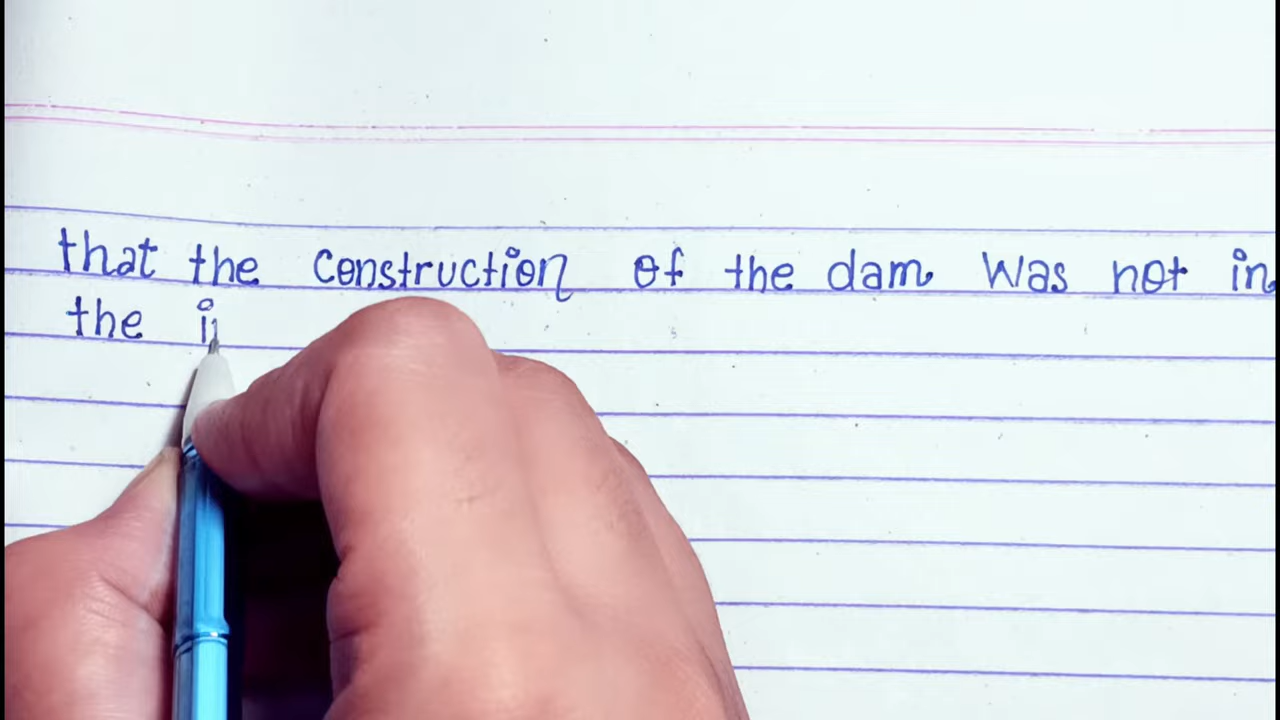 that the construction of the dam was not in
the i